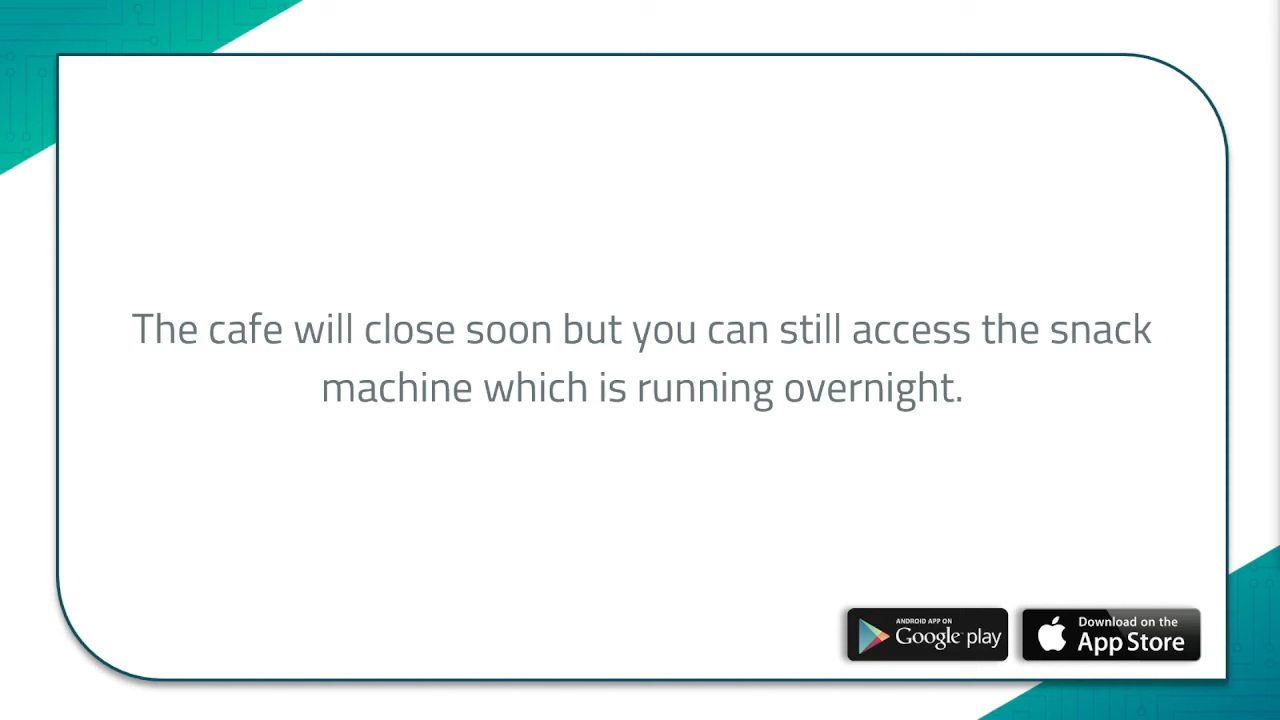 The cafe will close soon but you can still access the snack
machine which is running overnight.
ANDROID APP ON
Google play
Download on the
App Store